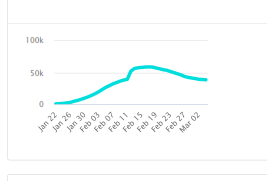 100k
50k
0
Jan 22
Jan 26
Jan 30
Feb 03
Feb 07
Feb 11
Feb 15
Feb 19
Feb 23
Feb 27
Mar 02